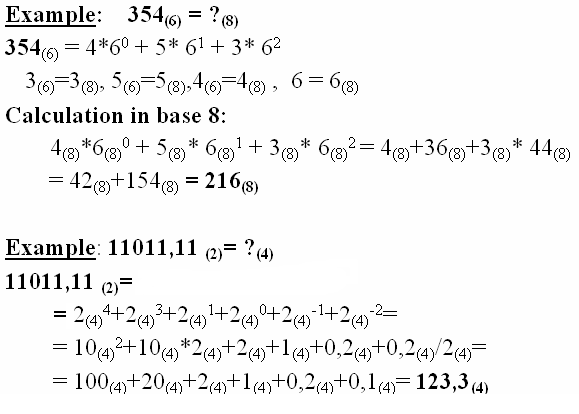 Example: 354(6) = ?(8)
354(6) = 4*6⁰ + 5* 6¹ + 3* 6²
3(6)=3(8), 5(6)=5(8),4(6)=4(8) , 6 = 6(8)
Calculation in base 8:
4(8)*6(8)⁰ + 5(8)* 6(8)¹ + 3(8)* 6(8)² = 4(8)+36(8)+3(8)* 44(8)
= 42(8)+154(8) = 216(8)
Example: 11011,11 (2)= ?(4)
11011,11 (2)=
= 2(4)⁴+2(4)³+2(4)¹+2(4)⁰+2(4)⁻¹+2(4)⁻²=
= 10(4)²+10(4)*2(4)+2(4)+1(4)+0,2(4)+0,2(4)/2(4)=
= 100(4)+20(4)+2(4)+1(4)+0,2(4)+0,1(4)= 123,3(4)